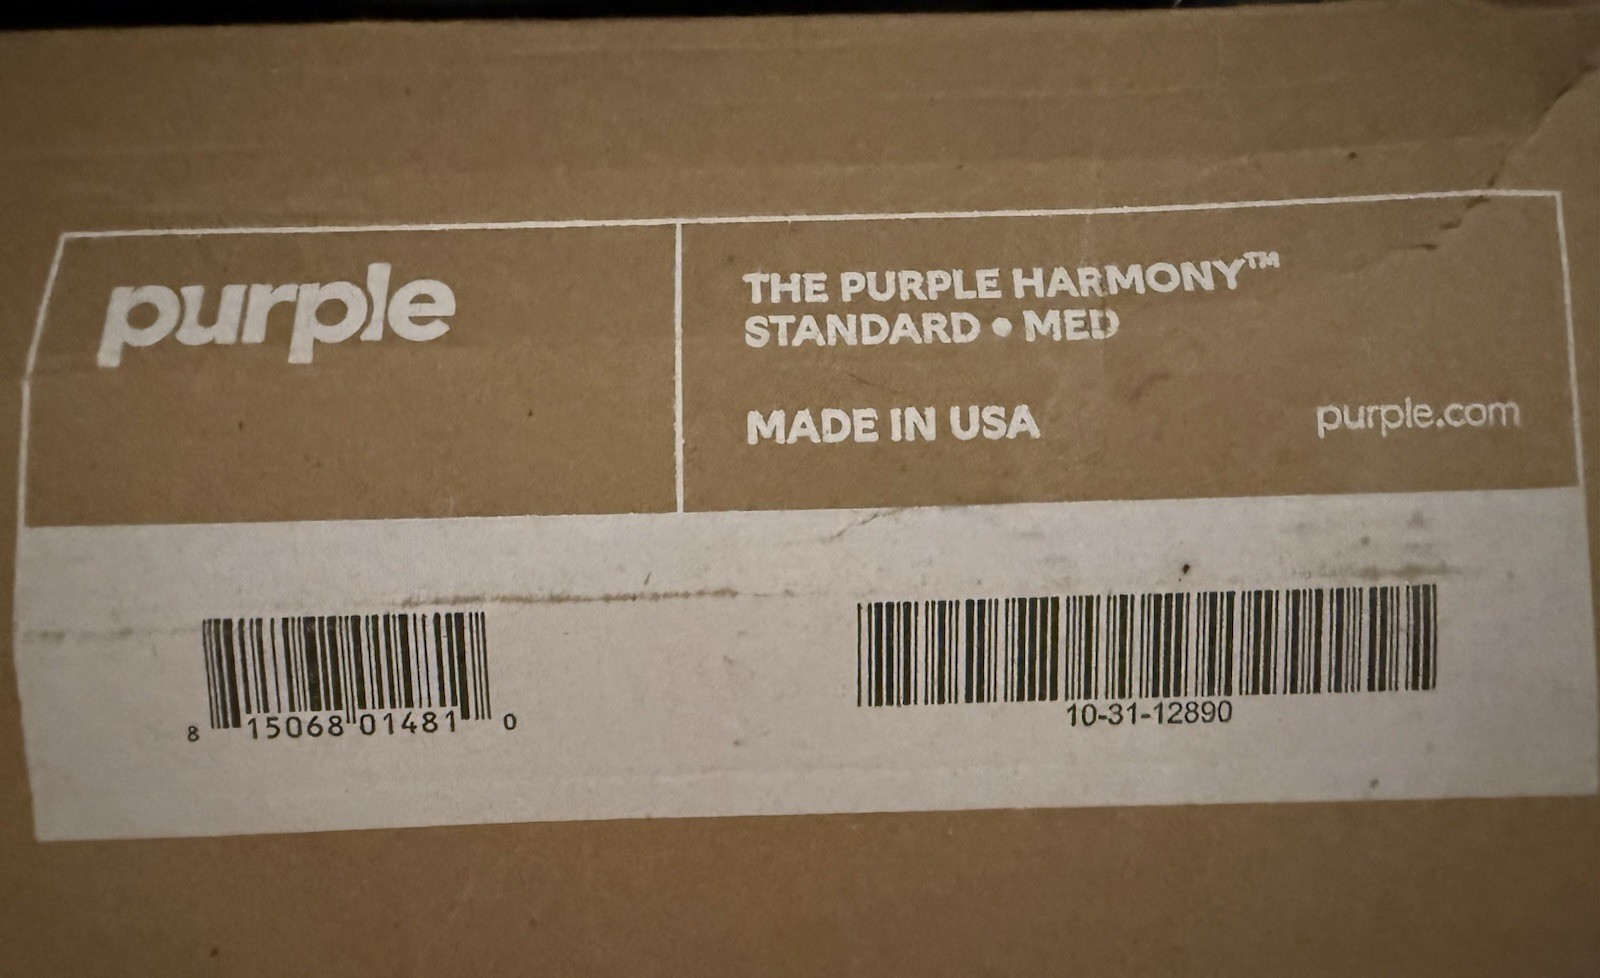 purple
THE PURPLE HARMONY™
STANDARD • MED
MADE IN USA
purple.com
8 15068 01481 0
10-31-12890